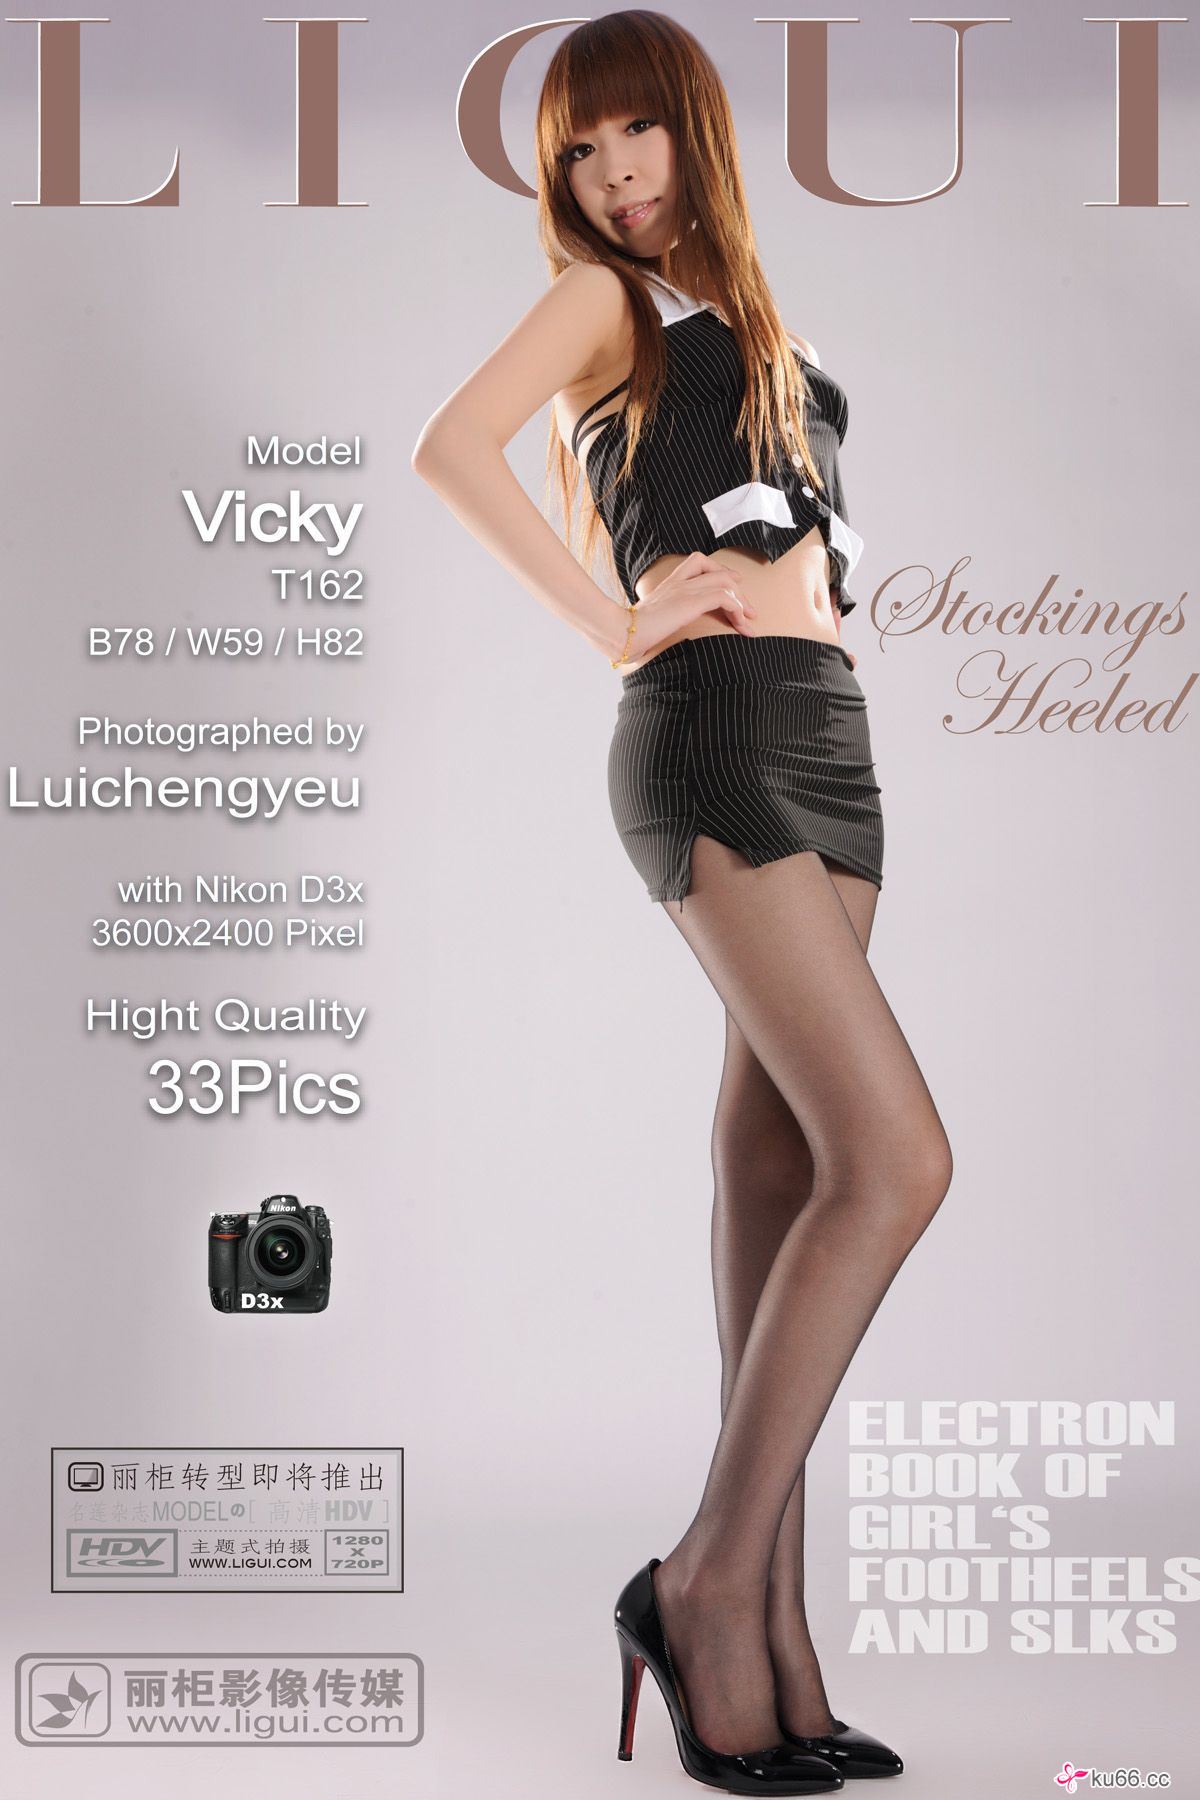 LIGUI
Model
Vicky
T162
B78 / W59 / H82
Photographed by
Luichengyeu
with Nikon D3x
3600x2400 Pixel
Hight Quality
33Pics
Stockings
Heeled
Nikon
D3x
ELECTRON
BOOK OF
GIRL'S
FOOTHEELS
AND SLKS
丽柜转型即将推出
名莲杂志MODELの[ 高清HDV ]
HDV 主题式拍摄 1280
WWW.LIGUI.COM X
720P
丽柜影像传媒
www.ligui.com
ku66.cc